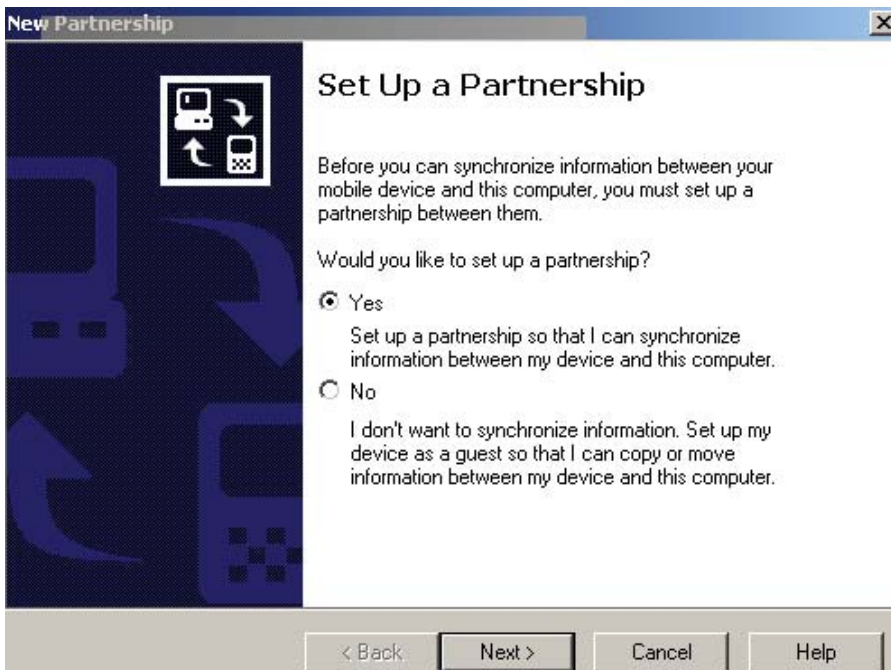 New Partnership
Set Up a Partnership
Before you can synchronize information between your
mobile device and this computer, you must set up a
partnership between them.
Would you like to set up a partnership?
Yes
Set up a partnership so that I can synchronize
information between my device and this computer.
No
I don't want to synchronize information. Set up my
device as a guest so that I can copy or move
information between my device and this computer.
< Back
Next >
Cancel
Help